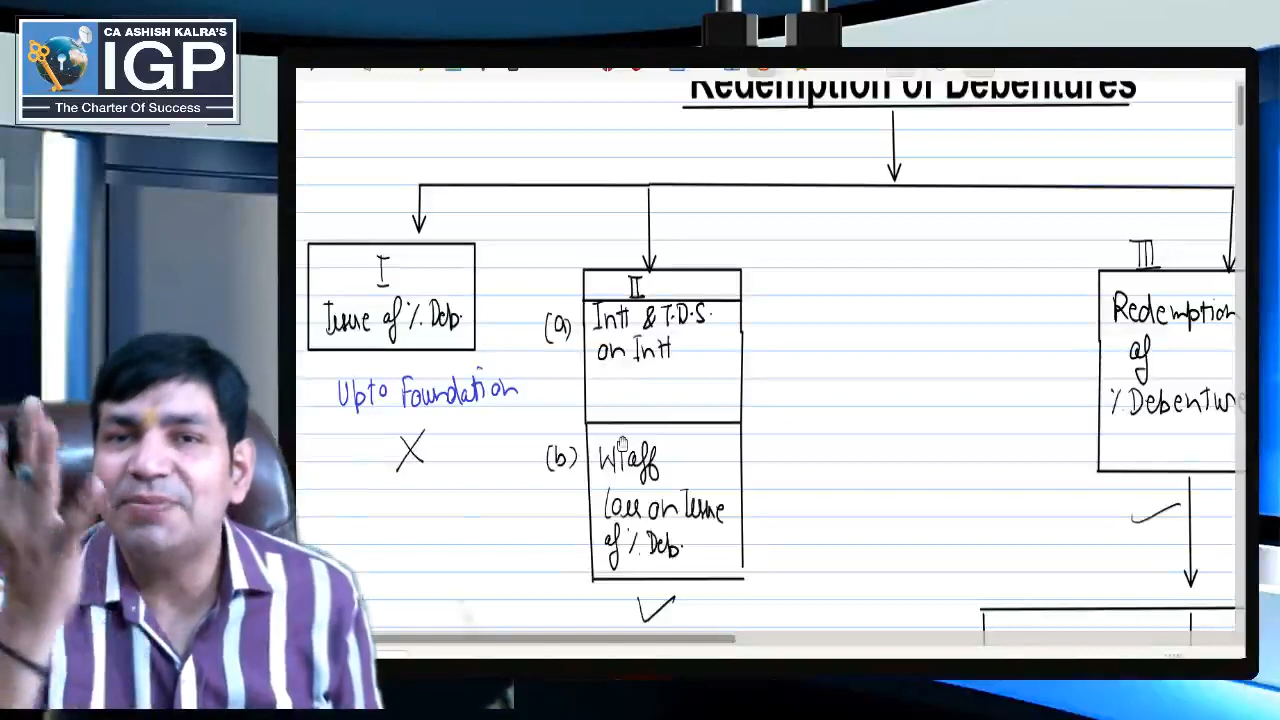 CA ASHISH KALRA'S
IGP
The Charter Of Success
Redemption of Debentures
I
Issue of % Deb.
Upto Foundation
X
II
(a) Intt & T.D.S.
on Intt
(b) W/off
Loss on Issue
of % Deb.
III
Redemption
of
% Debenture